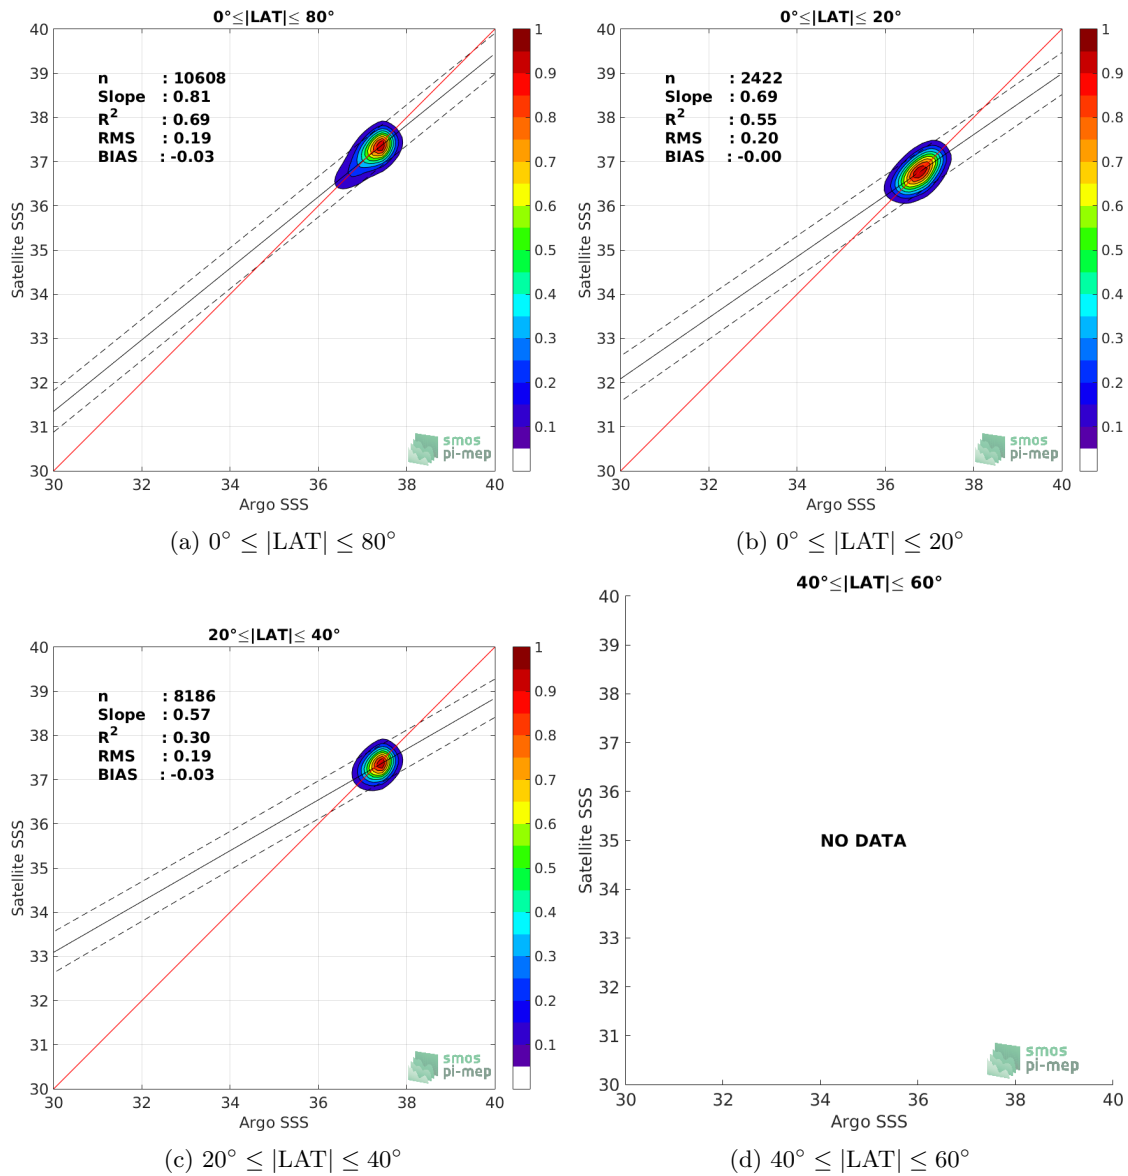 0°≤|LAT|≤ 80°
40
39
38
37
36
35
34
33
32
31
30
30
32
34
36
38
40
Satellite SSS
Argo SSS
n : 10608
Slope : 0.81
R2 : 0.69
RMS : 0.19
BIAS : -0.03
1
0.9
0.8
0.7
0.6
0.5
0.4
0.3
0.2
0.1
smos
pi-mep
(a) 0° ≤ |LAT| ≤ 80°
0°≤|LAT|≤ 20°
40
39
38
37
36
35
34
33
32
31
30
30
32
34
36
38
40
Satellite SSS
Argo SSS
n : 2422
Slope : 0.69
R2 : 0.55
RMS : 0.20
BIAS : -0.00
1
0.9
0.8
0.7
0.6
0.5
0.4
0.3
0.2
0.1
smos
pi-mep
(b) 0° ≤ |LAT| ≤ 20°
20°≤|LAT|≤ 40°
40
39
38
37
36
35
34
33
32
31
30
30
32
34
36
38
40
Satellite SSS
Argo SSS
n : 8186
Slope : 0.57
R2 : 0.30
RMS : 0.19
BIAS : -0.03
1
0.9
0.8
0.7
0.6
0.5
0.4
0.3
0.2
0.1
smos
pi-mep
(c) 20° ≤ |LAT| ≤ 40°
40°≤|LAT|≤ 60°
40
39
38
37
36
35
34
33
32
31
30
30
32
34
36
38
40
Satellite SSS
Argo SSS
NO DATA
smos
pi-mep
(d) 40° ≤ |LAT| ≤ 60°